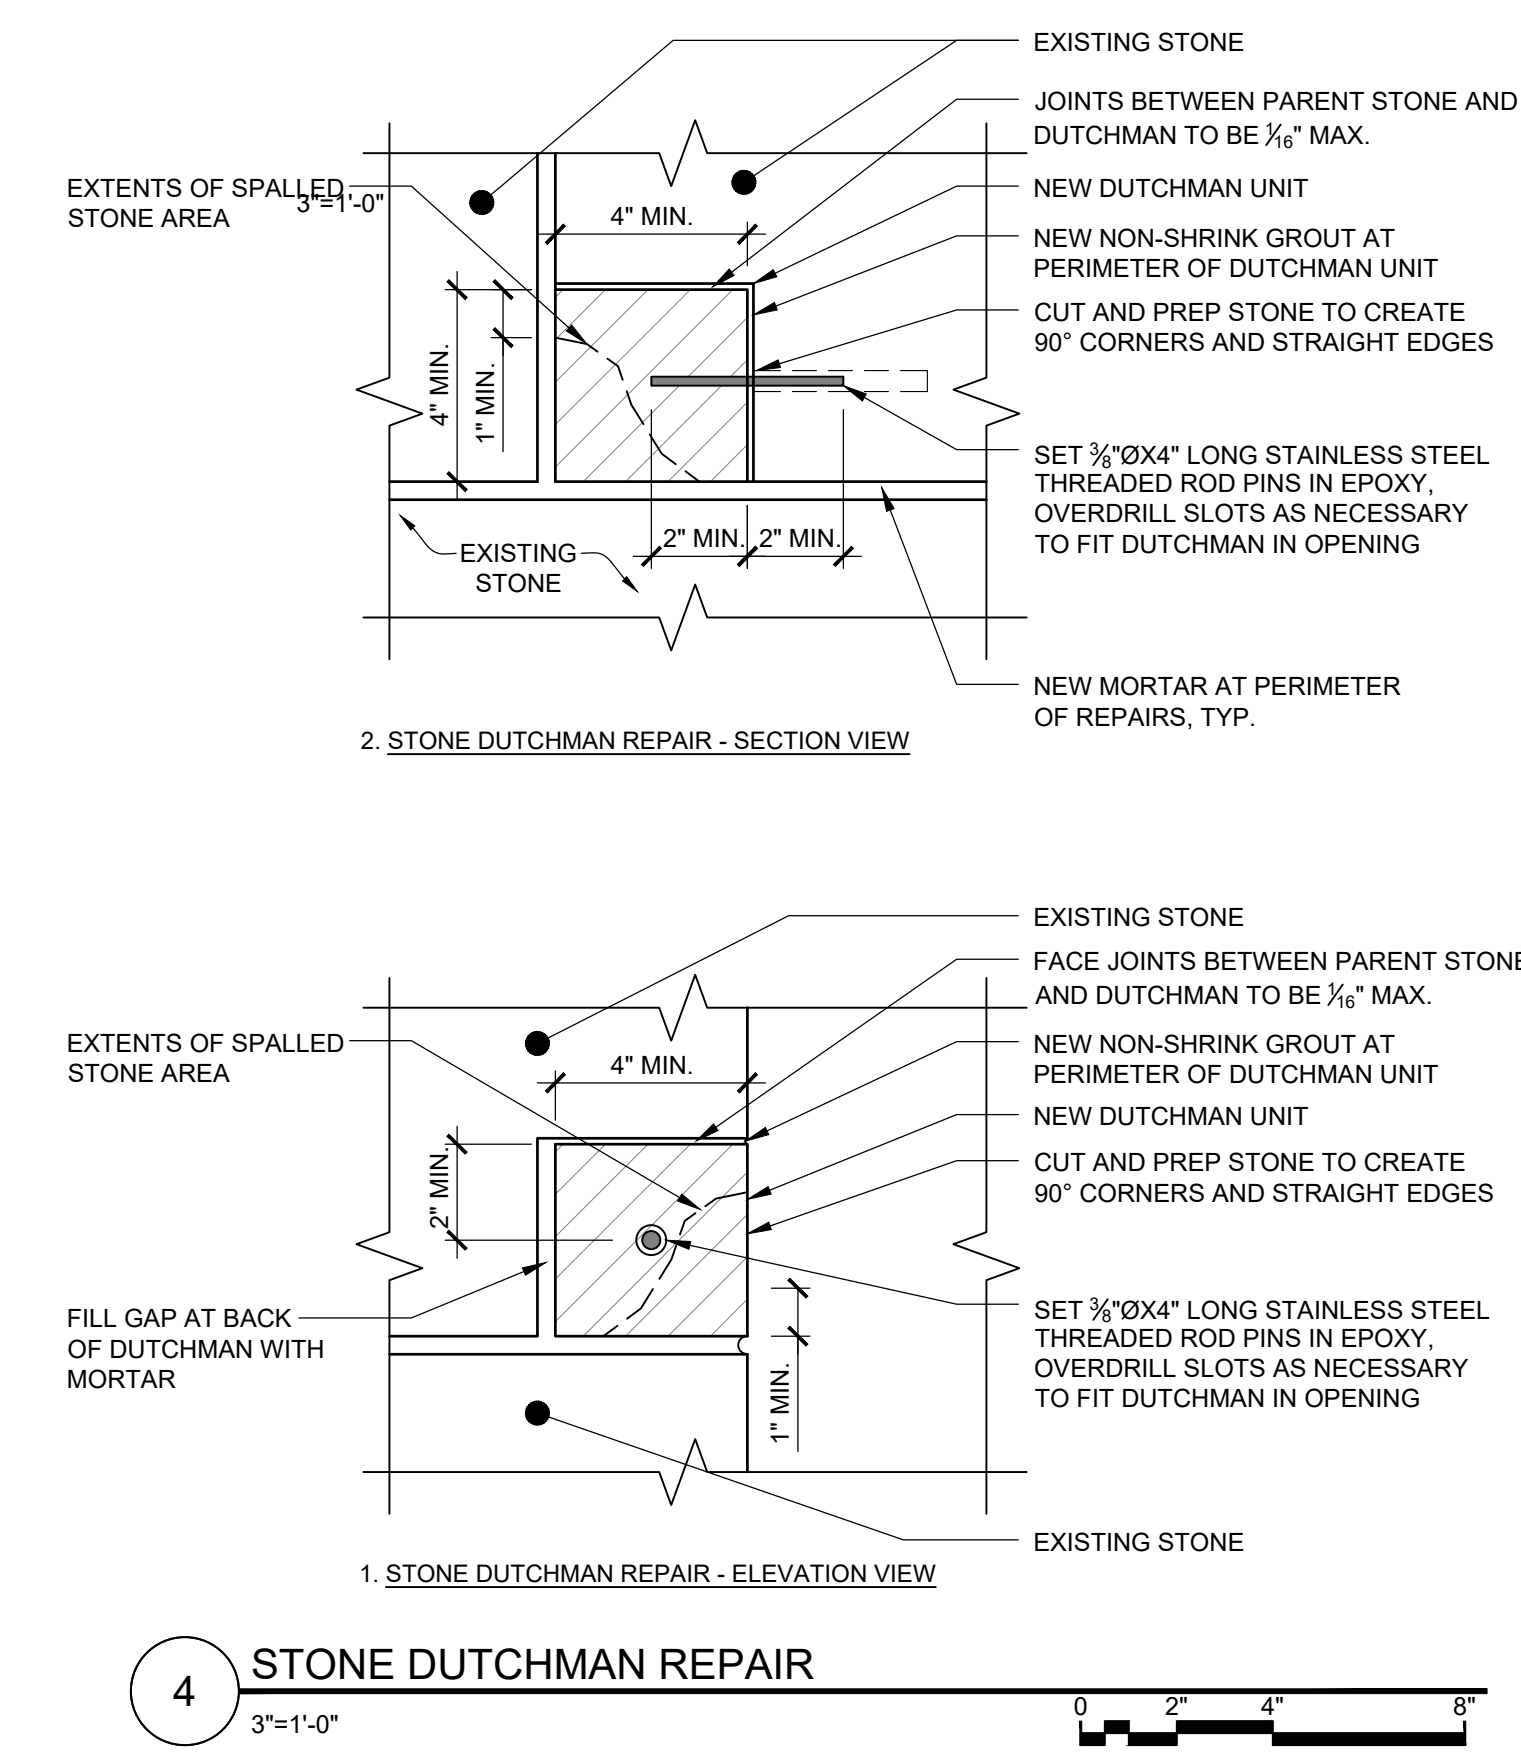 EXISTING STONE
JOINTS BETWEEN PARENT STONE AND
DUTCHMAN TO BE 1/16" MAX.
EXTENTS OF SPALLED
STONE AREA
3"=1'-0"
NEW DUTCHMAN UNIT
4" MIN.
NEW NON-SHRINK GROUT AT
PERIMETER OF DUTCHMAN UNIT
CUT AND PREP STONE TO CREATE
90° CORNERS AND STRAIGHT EDGES
4" MIN.
1" MIN.
SET 3/8"ØX4" LONG STAINLESS STEEL
THREADED ROD PINS IN EPOXY,
OVERDRILL SLOTS AS NECESSARY
TO FIT DUTCHMAN IN OPENING
2" MIN.
2" MIN.
EXISTING
STONE
NEW MORTAR AT PERIMETER
OF REPAIRS, TYP.
2. STONE DUTCHMAN REPAIR - SECTION VIEW
EXISTING STONE
FACE JOINTS BETWEEN PARENT STONE
AND DUTCHMAN TO BE 1/16" MAX.
EXTENTS OF SPALLED
STONE AREA
4" MIN.
NEW NON-SHRINK GROUT AT
PERIMETER OF DUTCHMAN UNIT
NEW DUTCHMAN UNIT
CUT AND PREP STONE TO CREATE
90° CORNERS AND STRAIGHT EDGES
2" MIN.
FILL GAP AT BACK
OF DUTCHMAN WITH
MORTAR
SET 3/8"ØX4" LONG STAINLESS STEEL
THREADED ROD PINS IN EPOXY,
OVERDRILL SLOTS AS NECESSARY
TO FIT DUTCHMAN IN OPENING
1" MIN.
EXISTING STONE
1. STONE DUTCHMAN REPAIR - ELEVATION VIEW
4
STONE DUTCHMAN REPAIR
3"=1'-0"
0 2" 4" 8"